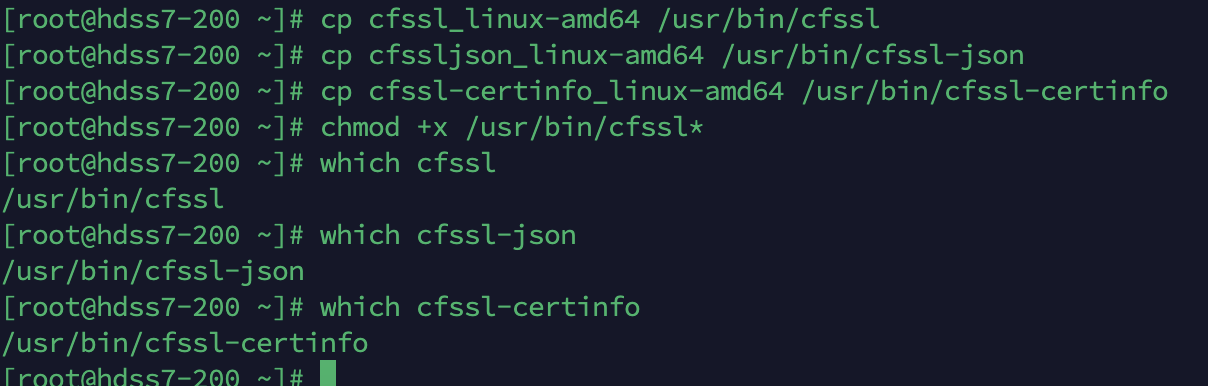 [root@hdss7-200 ~]# cp cfssl_linux-amd64 /usr/bin/cfssl
[root@hdss7-200 ~]# cp cfssljson_linux-amd64 /usr/bin/cfssl-json
[root@hdss7-200 ~]# cp cfssl-certinfo_linux-amd64 /usr/bin/cfssl-certinfo
[root@hdss7-200 ~]# chmod +x /usr/bin/cfssl*
[root@hdss7-200 ~]# which cfssl
/usr/bin/cfssl
[root@hdss7-200 ~]# which cfssl-json
/usr/bin/cfssl-json
[root@hdss7-200 ~]# which cfssl-certinfo
/usr/bin/cfssl-certinfo
[root@hdss7-200 ~]#